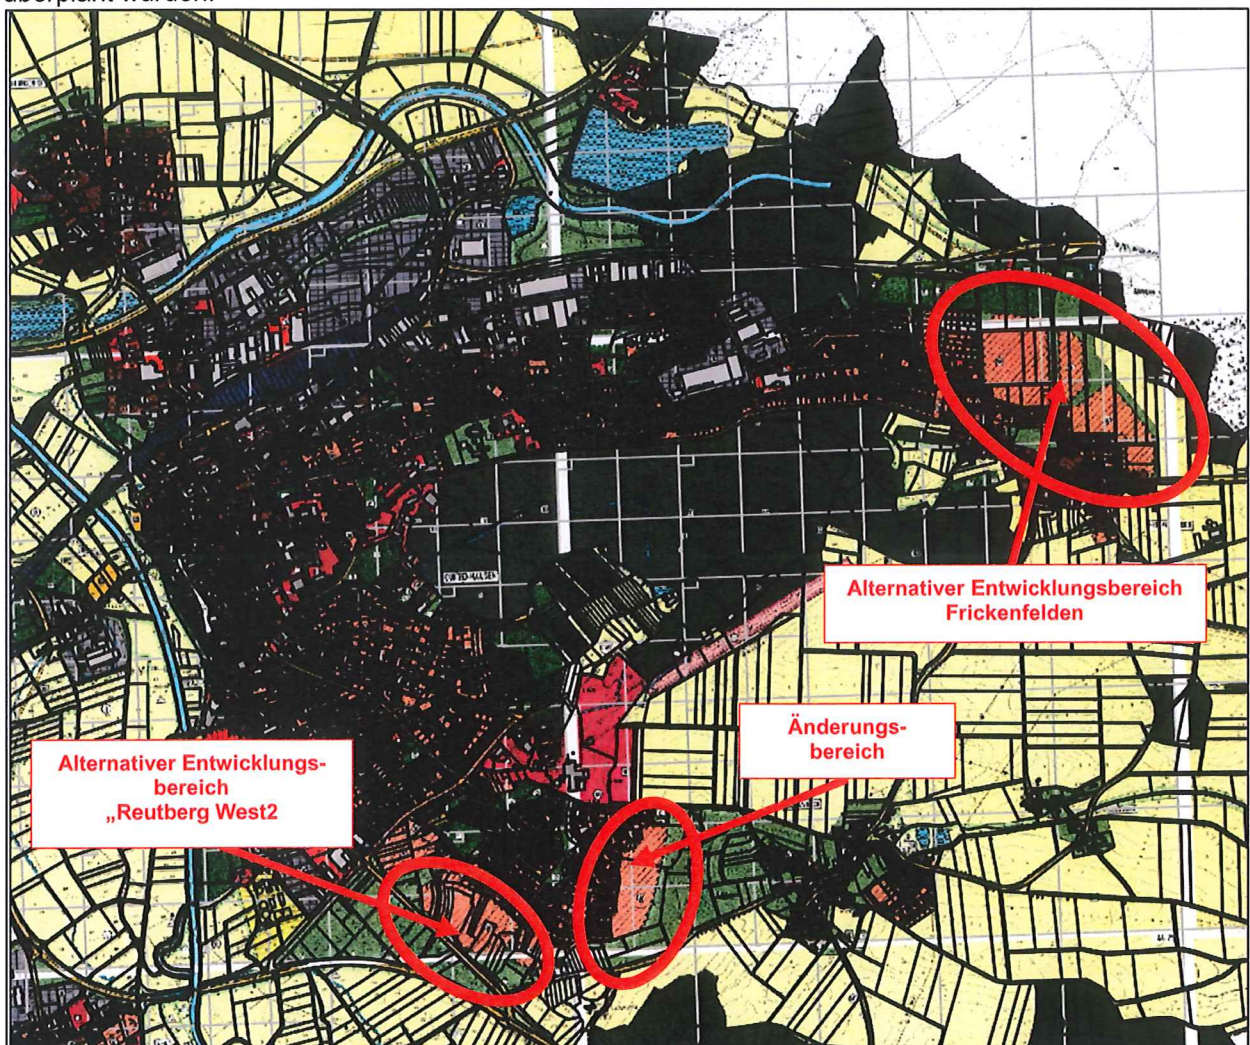 überplant wurden.
Alternativer Entwicklungsbereich
Frickenfelden
Änderungs-
bereich
Alternativer Entwicklungs-
bereich
„Reutberg West2